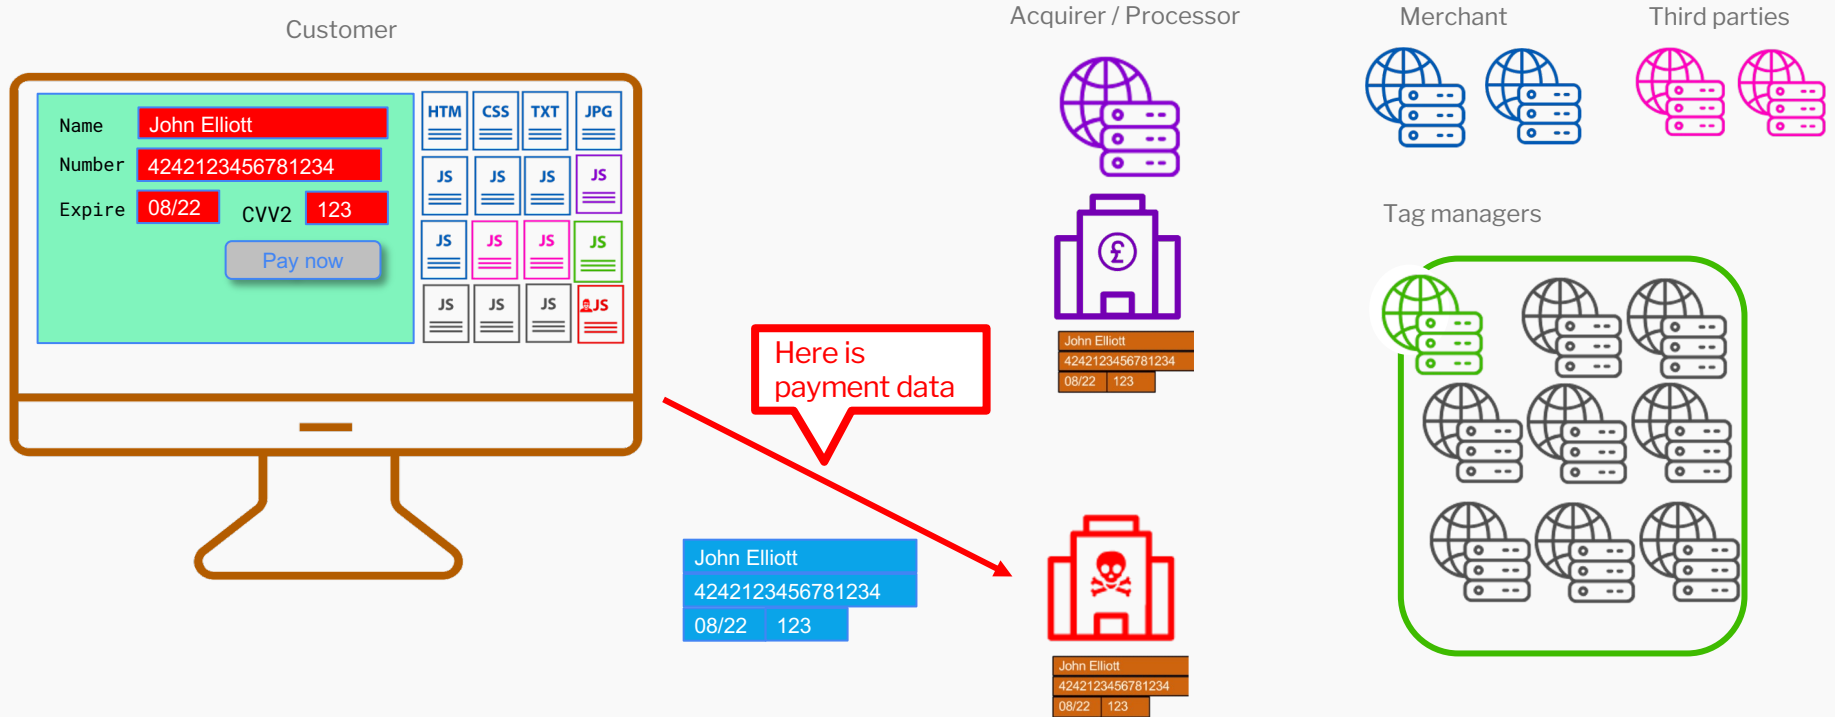 Customer
Acquirer / Processor
Merchant
Third parties
Name
John Elliott
Number
4242123456781234
Expire
08/22
CVV2
123
Pay now
HTM
CSS
TXT
JPG
JS
JS
JS
JS
JS
JS
JS
JS
JS
JS
JS
JS
£
Tag managers
Here is
payment data
John Elliott
4242123456781234
08/22
123
John Elliott
4242123456781234
08/22
123
John Elliott
4242123456781234
08/22
123